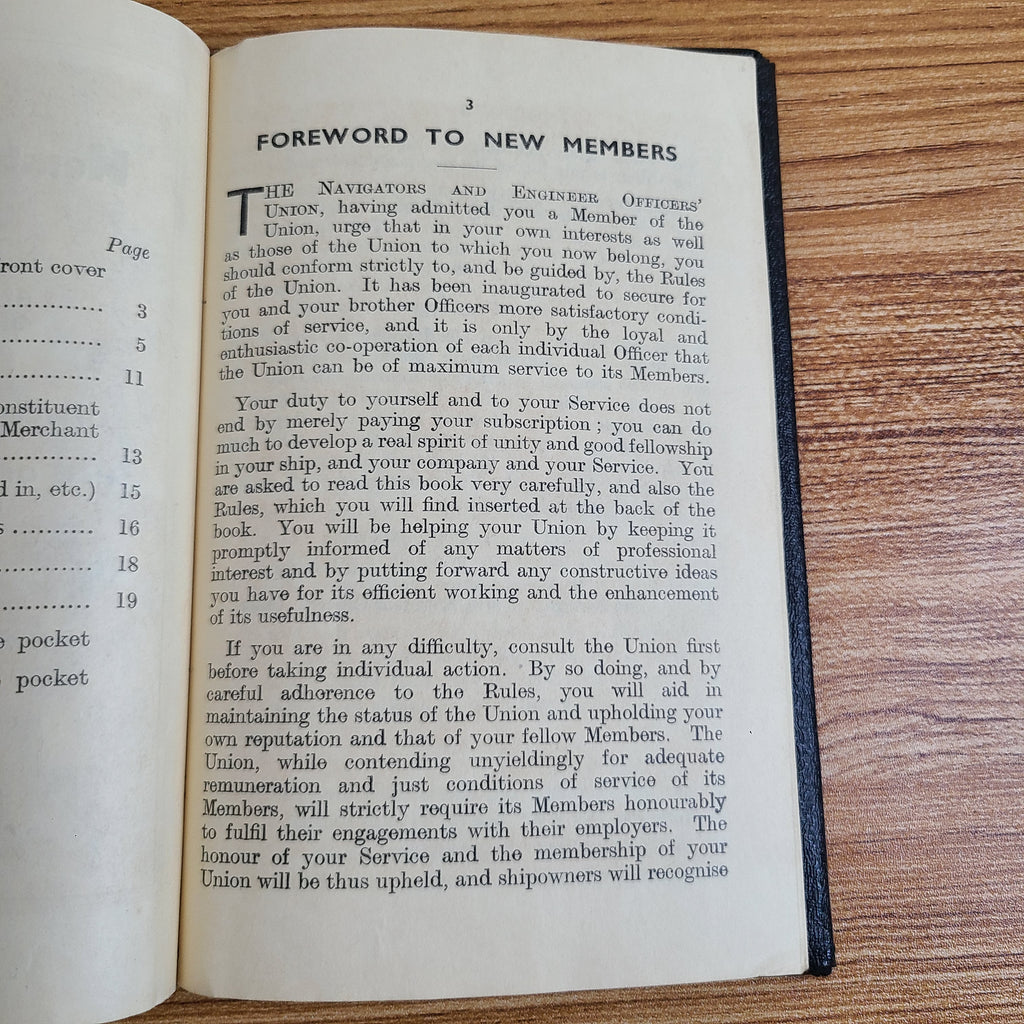 Page
ront cover
.............. 3
.............. 5
.............. 11
onstituent
Merchant
.............. 13
d in, etc.) 15
s .......... 16
.............. 18
.............. 19
e pocket
pocket
3
FOREWORD TO NEW MEMBERS
THE NAVIGATORS AND ENGINEER OFFICERS'
UNION, having admitted you a Member of the
Union, urge that in your own interests as well
as those of the Union to which you now belong, you
should conform strictly to, and be guided by, the Rules
of the Union. It has been inaugurated to secure for
you and your brother Officers more satisfactory condi-
tions of service, and it is only by the loyal and
enthusiastic co-operation of each individual Officer that
the Union can be of maximum service to its Members.
Your duty to yourself and to your Service does not
end by merely paying your subscription ; you can do
much to develop a real spirit of unity and good fellowship
in your ship, and your company and your Service. You
are asked to read this book very carefully, and also the
Rules, which you will find inserted at the back of the
book. You will be helping your Union by keeping it
promptly informed of any matters of professional
interest and by putting forward any constructive ideas
you have for its efficient working and the enhancement
of its usefulness.
If you are in any difficulty, consult the Union first
before taking individual action. By so doing, and by
careful adherence to the Rules, you will aid in
maintaining the status of the Union and upholding your
own reputation and that of your fellow Members. The
Union, while contending unyieldingly for adequate
remuneration and just conditions of service of its
Members, will strictly require its Members honourably
to fulfil their engagements with their employers. The
honour of your Service and the membership of your
Union will be thus upheld, and shipowners will recognise